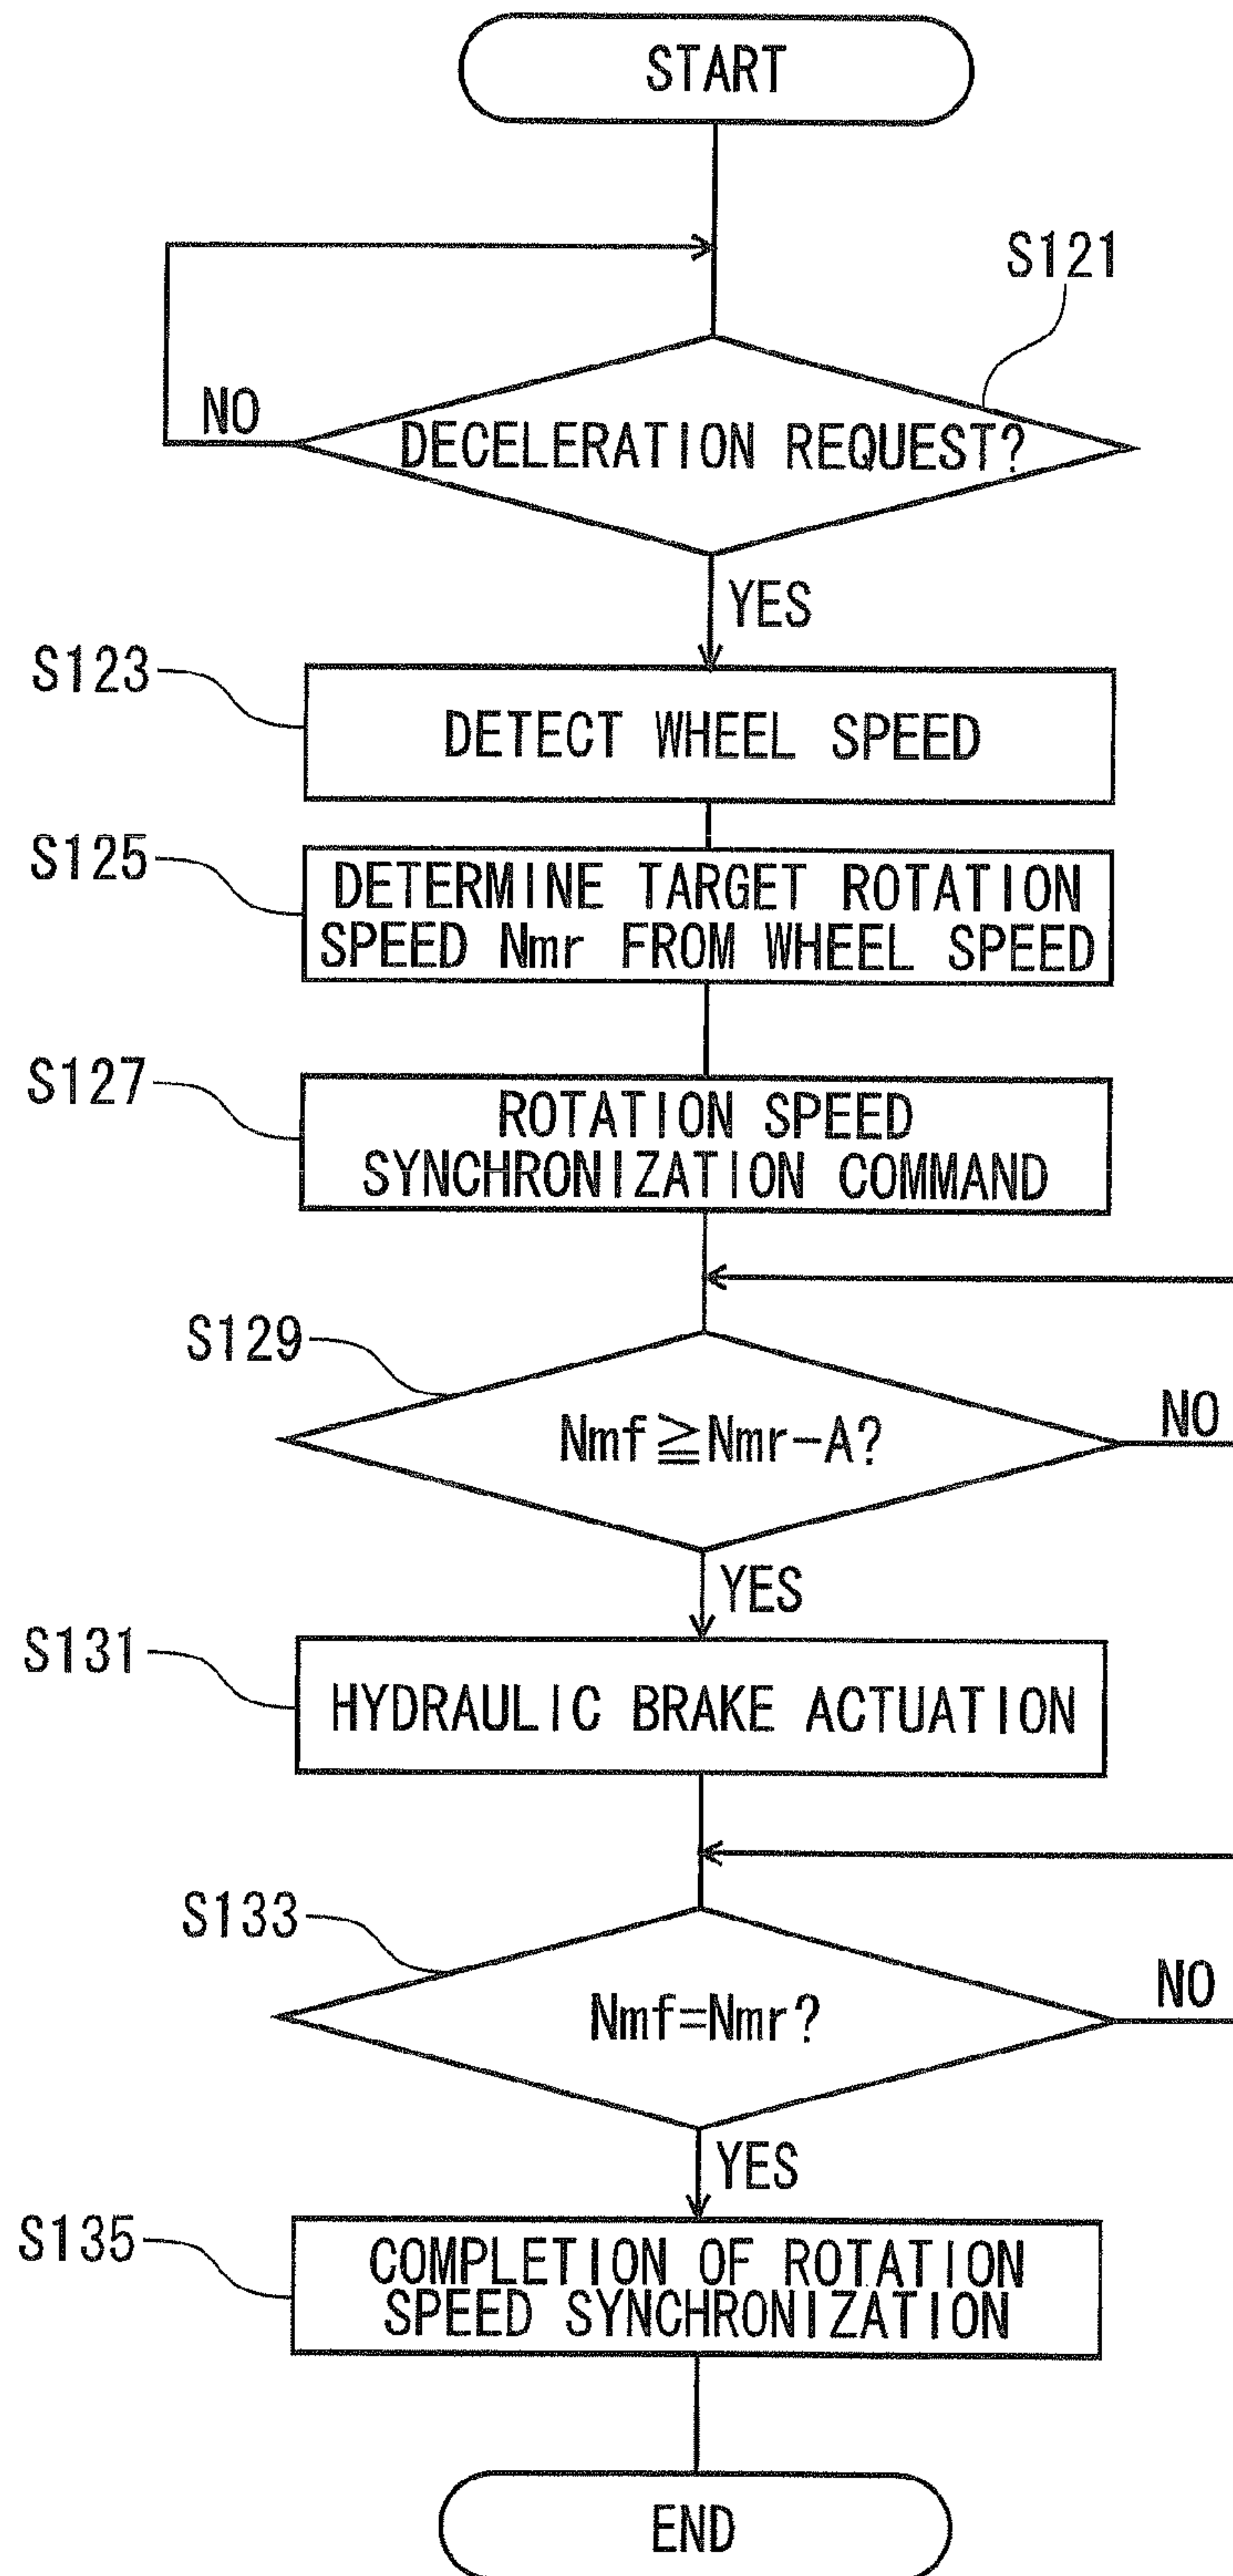 START
S121
NO
DECELERATION REQUEST?
YES
S123
DETECT WHEEL SPEED
S125
DETERMINE TARGET ROTATION
SPEED Nmr FROM WHEEL SPEED
S127
ROTATION SPEED
SYNCHRONIZATION COMMAND
S129
Nmf≧Nmr-A?
NO
YES
S131
HYDRAULIC BRAKE ACTUATION
S133
Nmf=Nmr?
NO
YES
S135
COMPLETION OF ROTATION
SPEED SYNCHRONIZATION
END